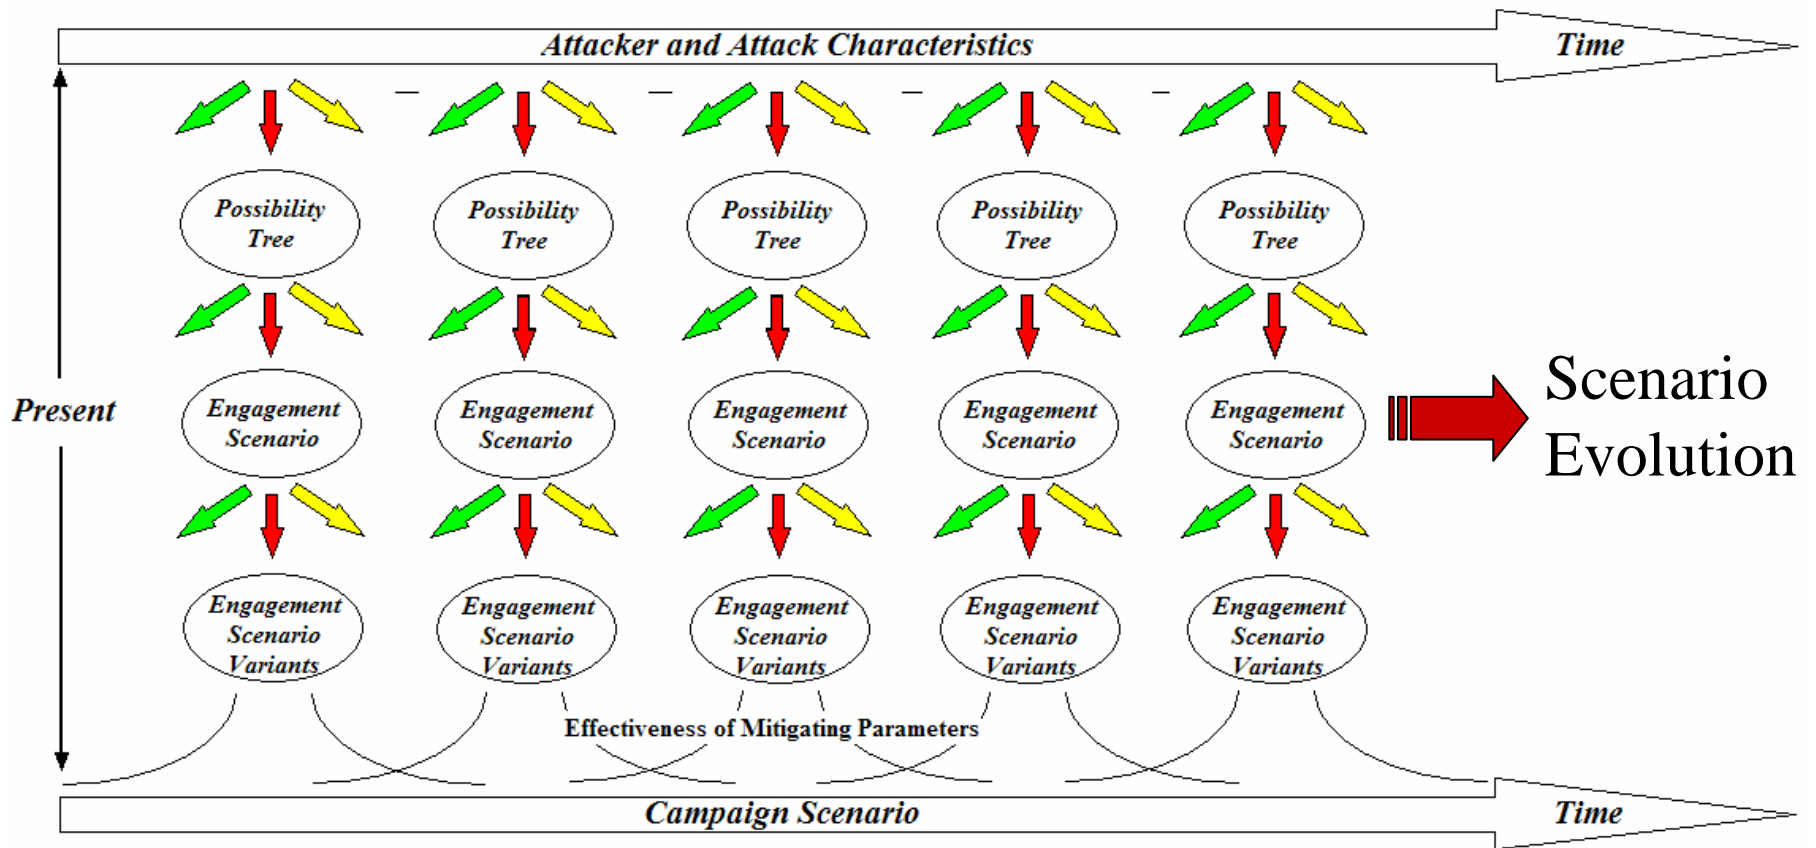 Attacker and Attack Characteristics Time
Possibility Possibility Possibility Possibility Possibility
Tree Tree Tree Tree Tree
Present
Engagement Engagement Engagement Engagement Engagement
Scenario Scenario Scenario Scenario Scenario
Scenario
Evolution
Engagement Engagement Engagement Engagement Engagement
Scenario Scenario Scenario Scenario Scenario
Variants Variants Variants Variants Variants
Effectiveness of Mitigating Parameters
Campaign Scenario Time